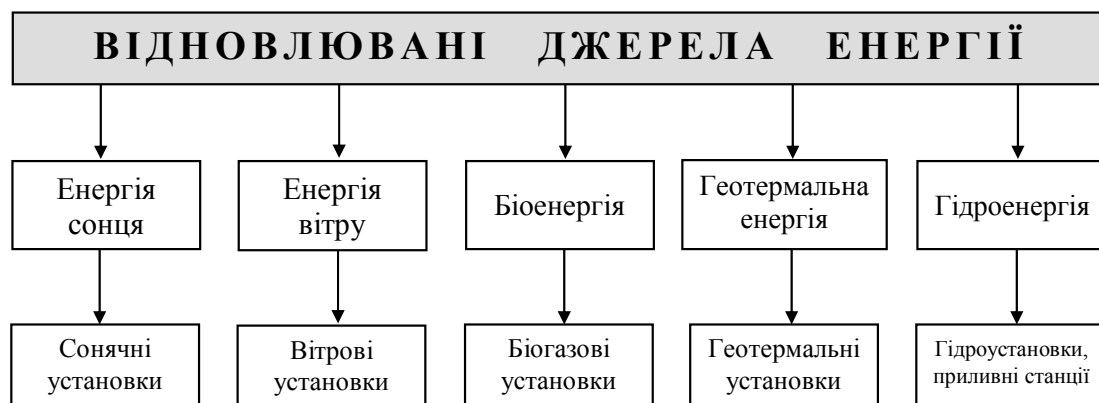 ВІДНОВЛЮВАНІ ДЖЕРЕЛА ЕНЕРГІЇ
Енергія
сонця
Енергія
вітру
Біоенергія
Геотермальна
енергія
Гідроенергія
Сонячні
установки
Вітрові
установки
Біогазові
установки
Геотермальні
установки
Гідроустановки,
приливні станції